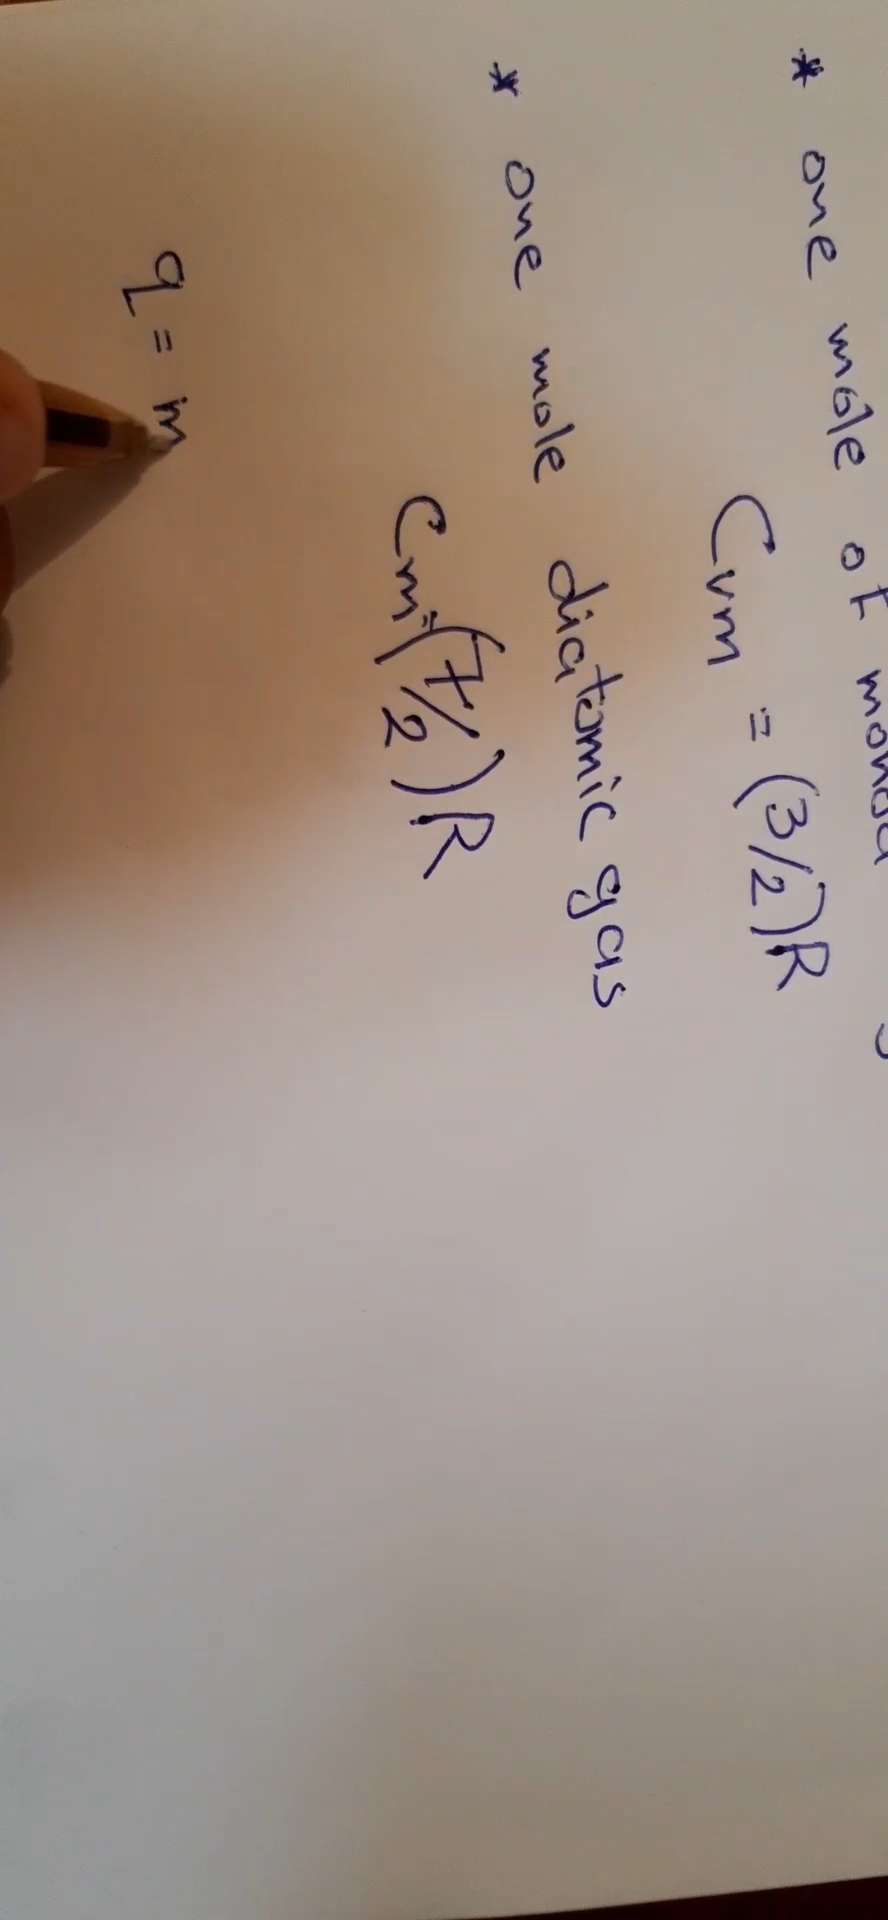 * one mole of
Cvm = (3/2)R
* one mole diatomic gas
Cm=(7/2)R
q = m